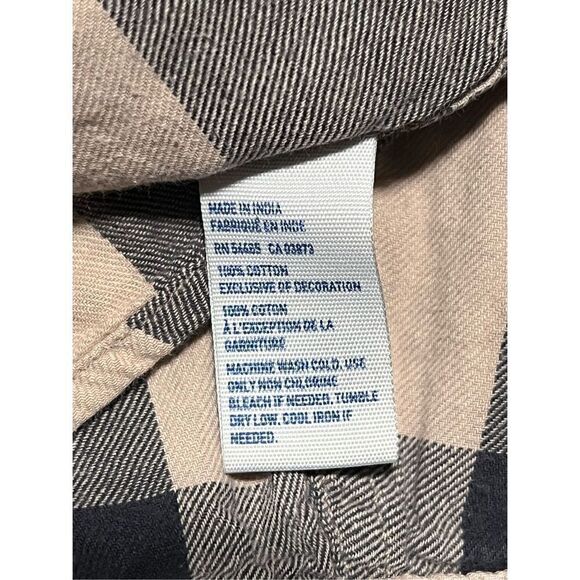 MADE IN INDIA
FABRIQUÉ EN INDE
RN 54485 CA 03873
100% COTTON
EXCLUSIVE OF DECORATION
100% COTON
À L'EXCEPTION DE LA
GARNITURE
MACHINE WASH COLD. USE
ONLY NON CHLORINE
BLEACH IF NEEDED. TUMBLE
DRY LOW. COOL IRON IF
NEEDED.